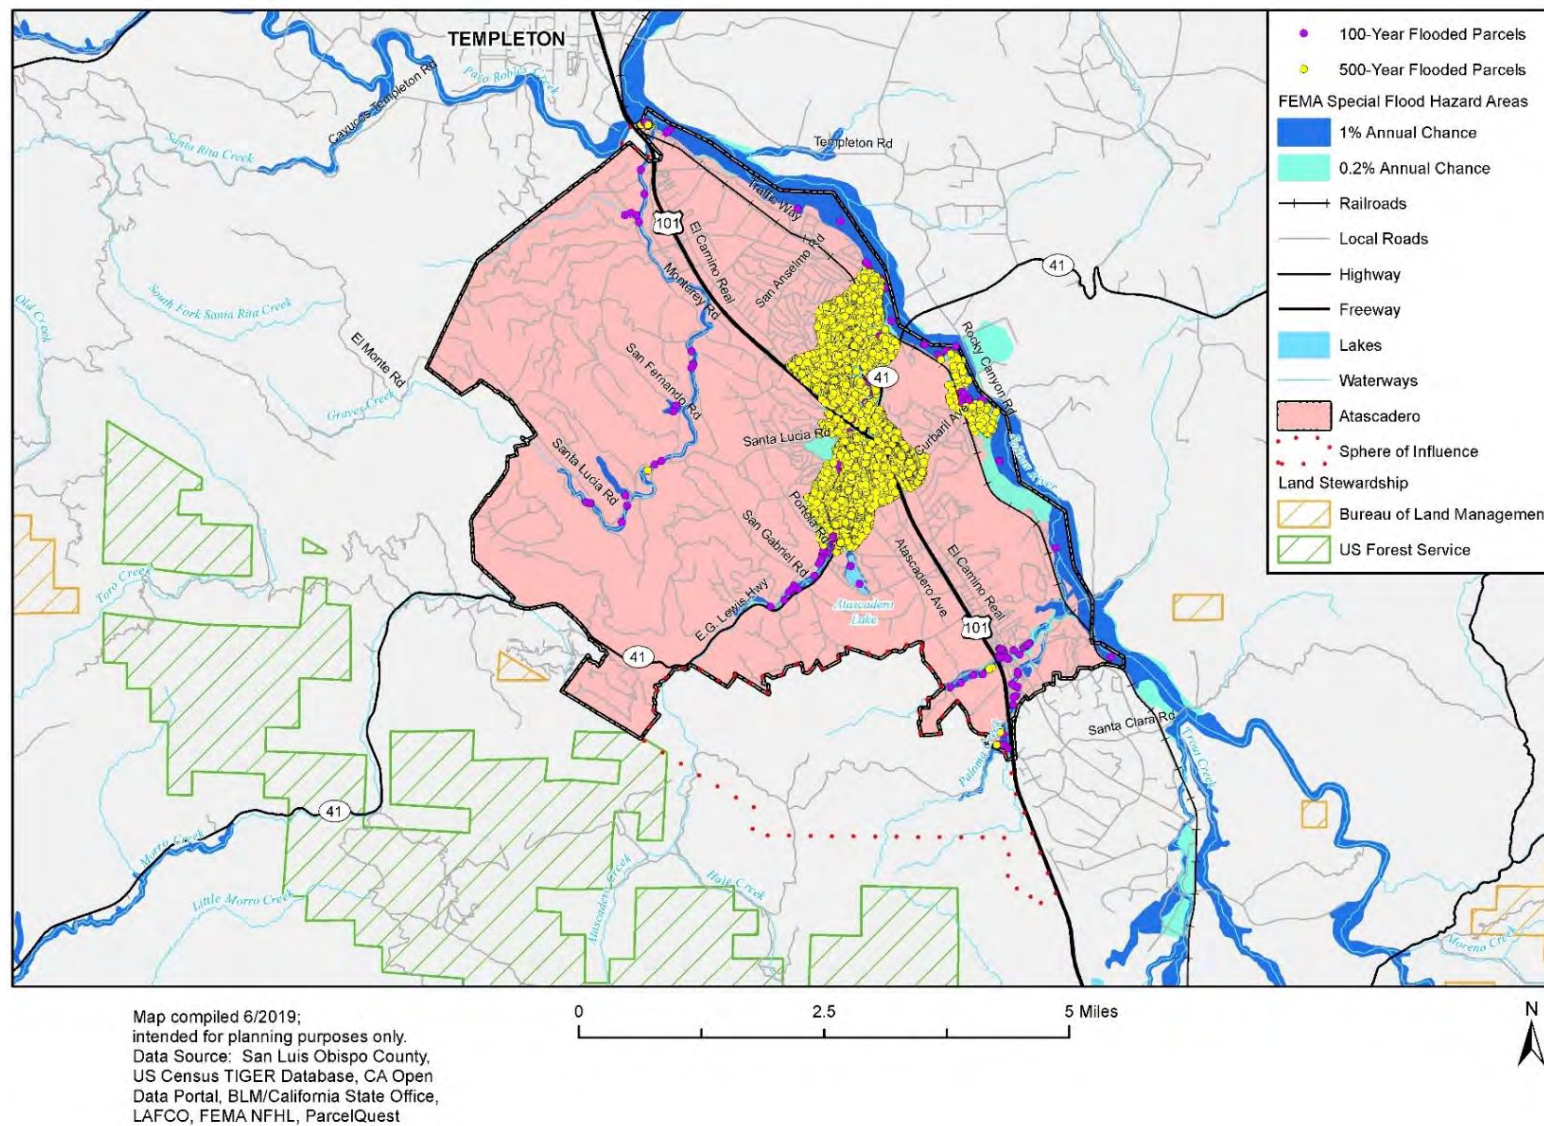 TEMPLETON
Paso Robles Creek
Cayucos-Templeton Rd
Santa Rita Creek
Templeton Rd
Traffic Way
101
El Camino Real
San Anselmo Rd
Monterey Rd
41
Old Creek
South Fork Santa Rita Creek
El Monte Rd
Graves Creek
San Fernando Rd
Rocky Canyon Rd
41
Santa Lucia Rd
Curbaril Ave
Salinas River
Santa Lucia Rd
Portola Rd
San Gabriel Rd
Atascadero Ave
El Camino Real
E.G. Lewis Hwy
Atascadero
Lake
101
Toro Creek
41
Santa Clara Rd
Paloma Creek
Trout Creek
41
Morro Creek
Little Morro Creek
Atascadero Creek
Hale Creek
Moreno Creek
100-Year Flooded Parcels
500-Year Flooded Parcels
FEMA Special Flood Hazard Areas
1% Annual Chance
0.2% Annual Chance
Railroads
Local Roads
Highway
Freeway
Lakes
Waterways
Atascadero
Sphere of Influence
Land Stewardship
Bureau of Land Management
US Forest Service
Map compiled 6/2019;
intended for planning purposes only.
Data Source: San Luis Obispo County,
US Census TIGER Database, CA Open
Data Portal, BLM/California State Office,
LAFCO, FEMA NFHL, ParcelQuest
0 2.5 5 Miles
N